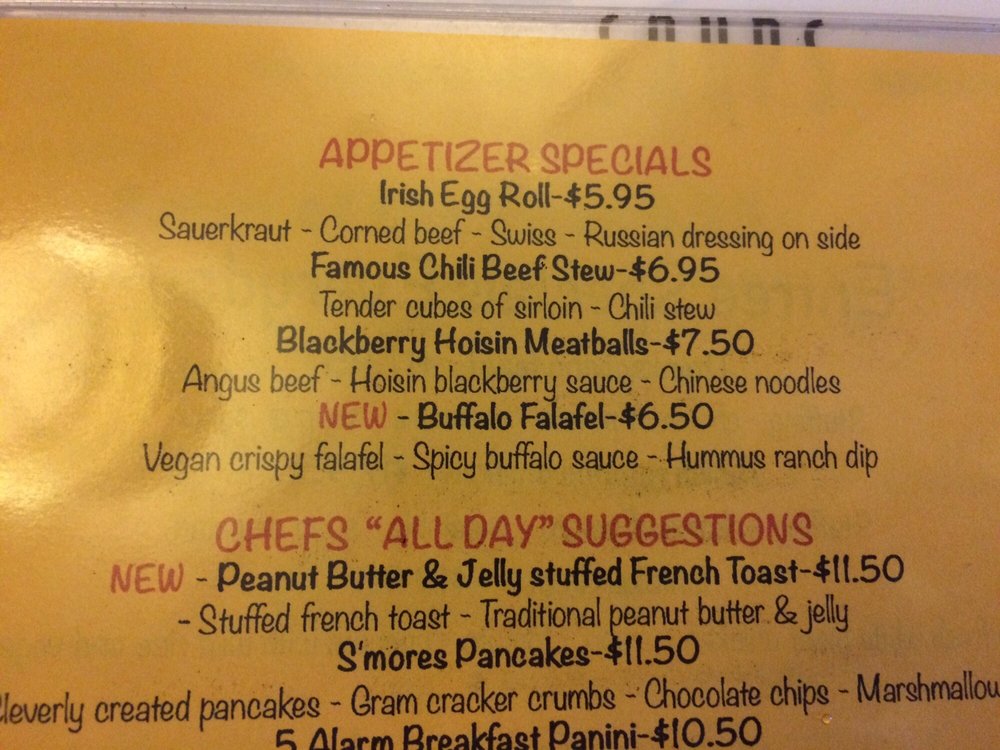 APPETIZER SPECIALS
Irish Egg Roll-$5.95
Sauerkraut - Corned beef - Swiss - Russian dressing on side
Famous Chili Beef Stew-$6.95
Tender cubes of sirloin - Chili stew
Blackberry Hoisin Meatballs-$7.50
Angus beef - Hoisin blackberry sauce - Chinese noodles
NEW - Buffalo Falafel-$6.50
Vegan crispy falafel - Spicy buffalo sauce - Hummus ranch dip
CHEFS "ALL DAY" SUGGESTIONS
NEW - Peanut Butter & Jelly stuffed French Toast-$11.50
- Stuffed french toast - Traditional peanut butter & jelly
S'mores Pancakes-$11.50
Cleverly created pancakes - Gram cracker crumbs - Chocolate chips - Marshmallow
5 Alarm Breakfast Panini-$10.50